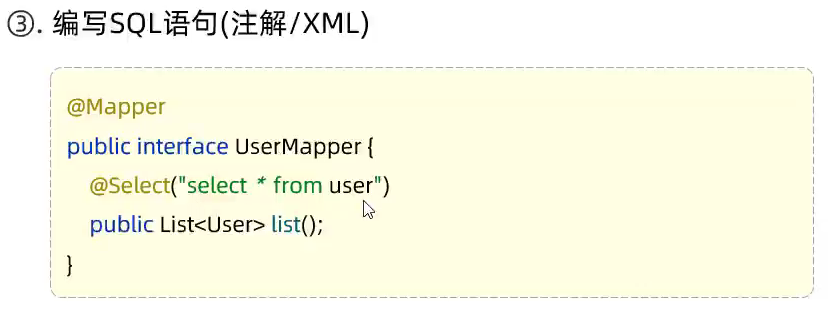 ③. 编写SQL语句(注解/XML)
@Mapper
public interface UserMapper {
@Select("select * from user")
public List<User> list();
}